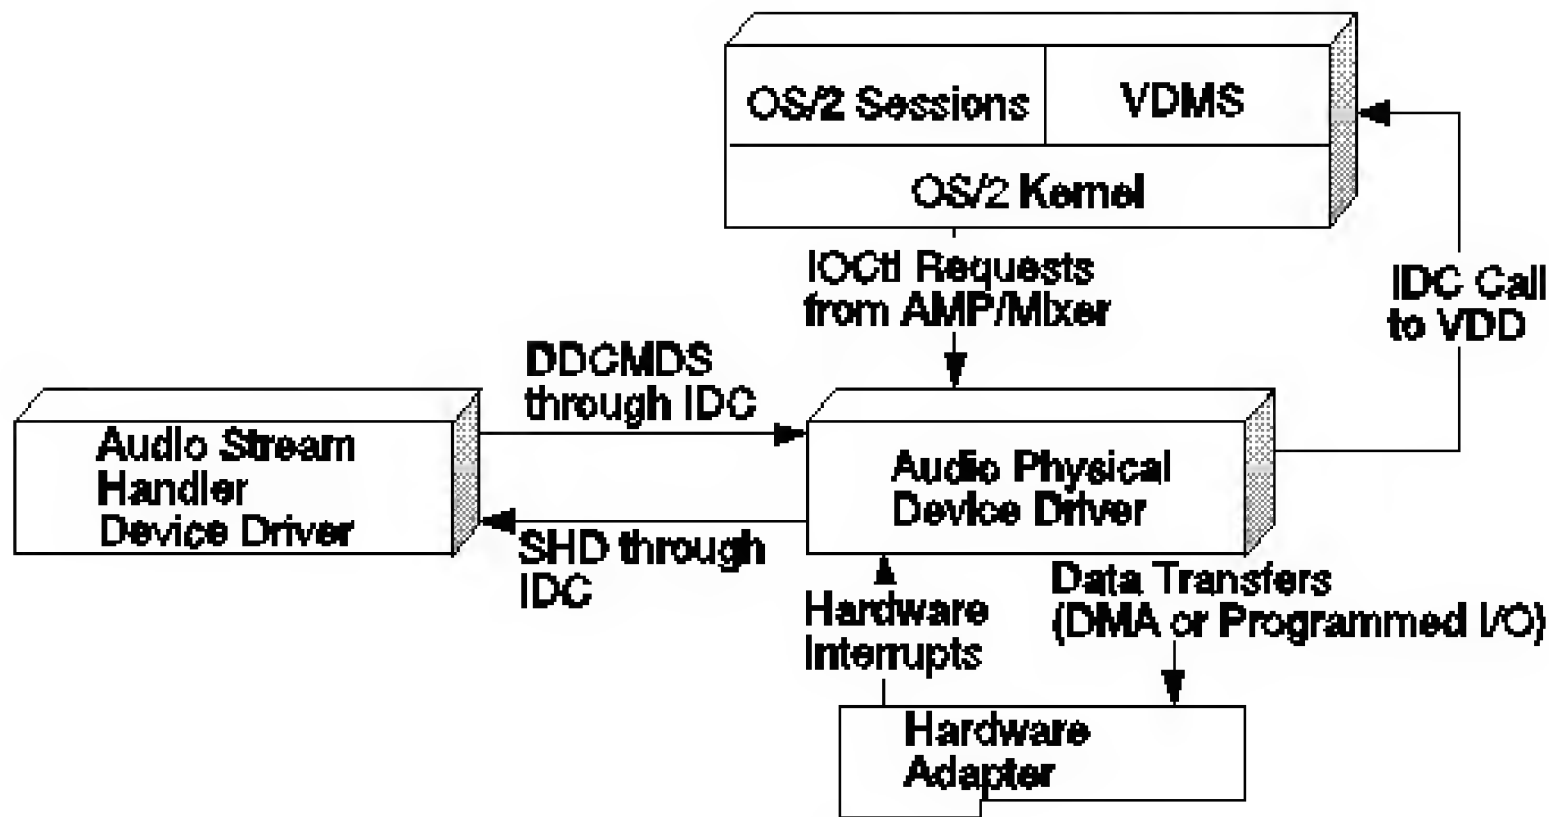 OS/2 Sessions
VDMS
OS/2 Kernel
IOCtl Requests
from AMP/Mixer
IDC Call
to VDD
DDCMDS
through IDC
Audio Stream
Handler
Device Driver
Audio Physical
Device Driver
SHD through
IDC
Hardware
Interrupts
Data Transfers
(DMA or Programmed I/O)
Hardware
Adapter